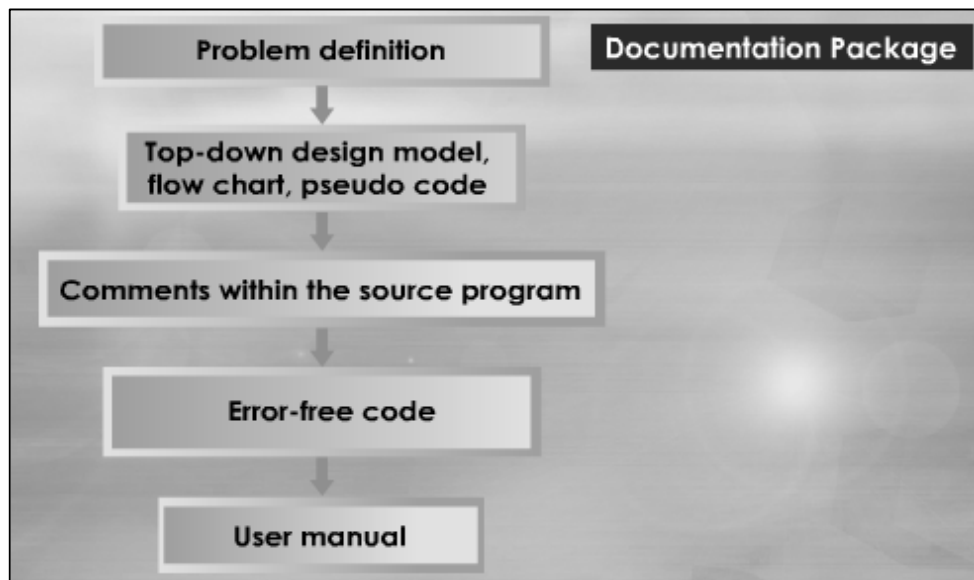 Problem definition
Documentation Package
Top-down design model,
flow chart, pseudo code
Comments within the source program
Error-free code
User manual